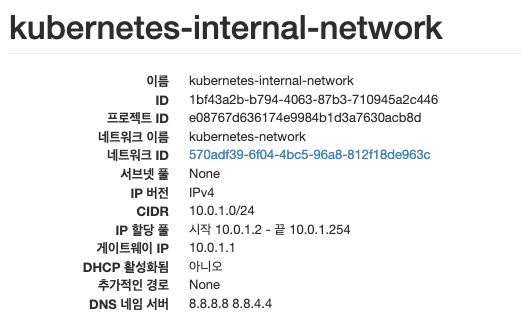 kubernetes-internal-network
이름 kubernetes-internal-network
ID 1bf43a2b-b794-4063-87b3-710945a2c446
프로젝트 ID e08767d636174e9984b1d3a7630acb8d
네트워크 이름 kubernetes-network
네트워크 ID 570adf39-6f04-4bc5-96a8-812f18de963c
서브넷 풀 None
IP 버전 IPv4
CIDR 10.0.1.0/24
IP 할당 풀 시작 10.0.1.2 - 끝 10.0.1.254
게이트웨이 IP 10.0.1.1
DHCP 활성화됨 아니오
추가적인 경로 None
DNS 네임 서버 8.8.8.8 8.8.4.4